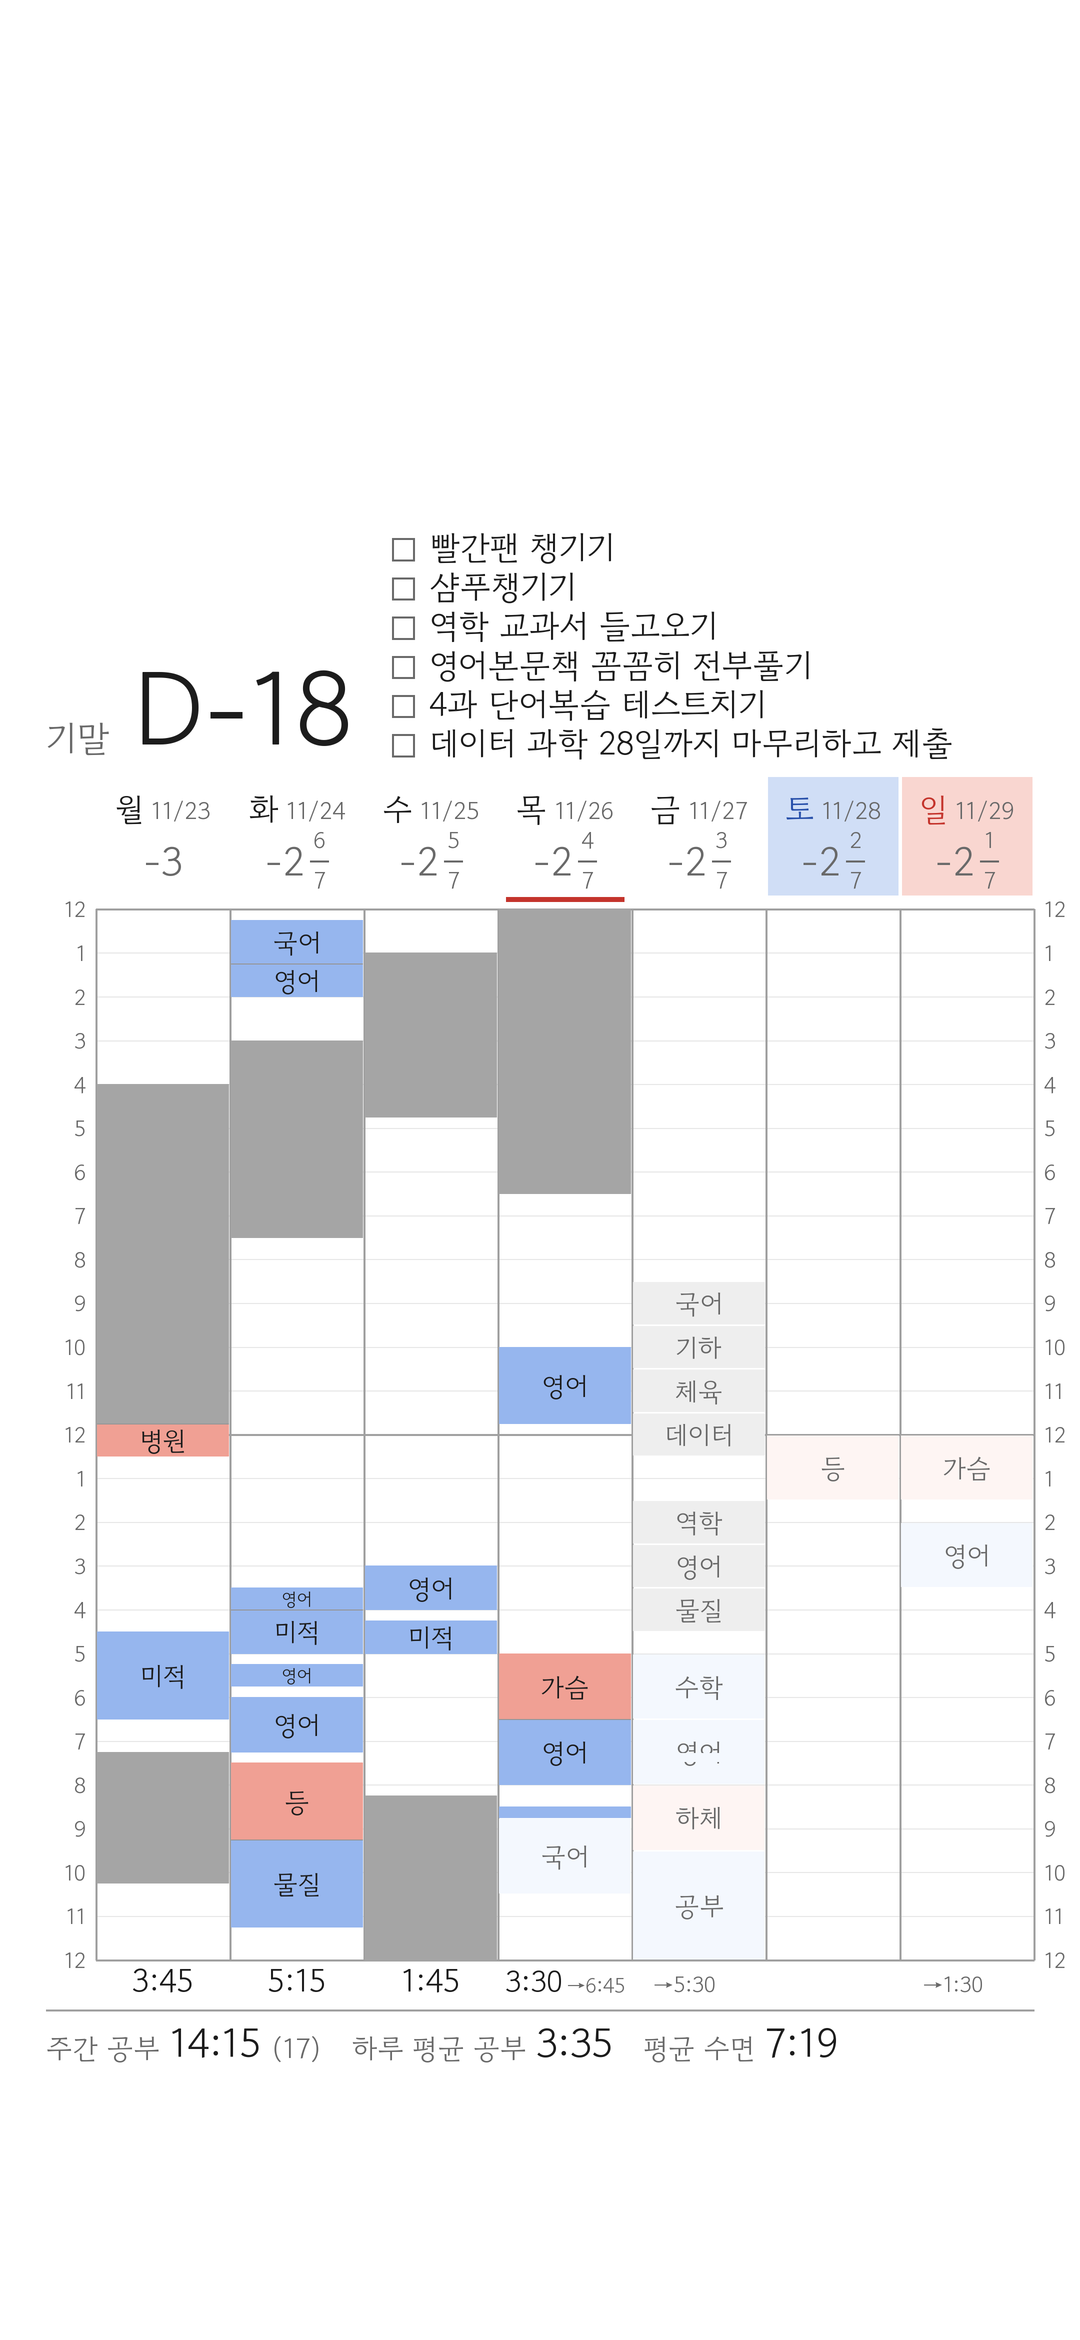 빨간팬 챙기기
샴푸챙기기
역학 교과서 들고오기
영어본문책 꼼꼼히 전부풀기
4과 단어복습 테스트치기
데이터 과학 28일까지 마무리하고 제출
기말 D-18
월 11/23 화 11/24 수 11/25 목 11/26 금 11/27 토 11/28 일 11/29
-3 -2 6/7 -2 5/7 -2 4/7 -2 3/7 -2 2/7 -2 1/7
12 12
국어
1 1
영어
2 2
3 3
4 4
5 5
6 6
7 7
8 8
9 국어 9
10 기하 10
11 영어 체육 11
12 병원 데이터 12
1 등 가슴 1
2 역학 2
3 영어 영어 3
영어 영어
4 물질 4
미적 미적
5 5
미적 영어
6 가슴 수학 6
영어
7 영어 영어 7
8 등 8
9 하체 9
국어
10 물질 10
11 공부 11
12 12
3:45 5:15 1:45 3:30 →6:45 →5:30 →1:30
주간 공부 14:15 (17) 하루 평균 공부 3:35 평균 수면 7:19